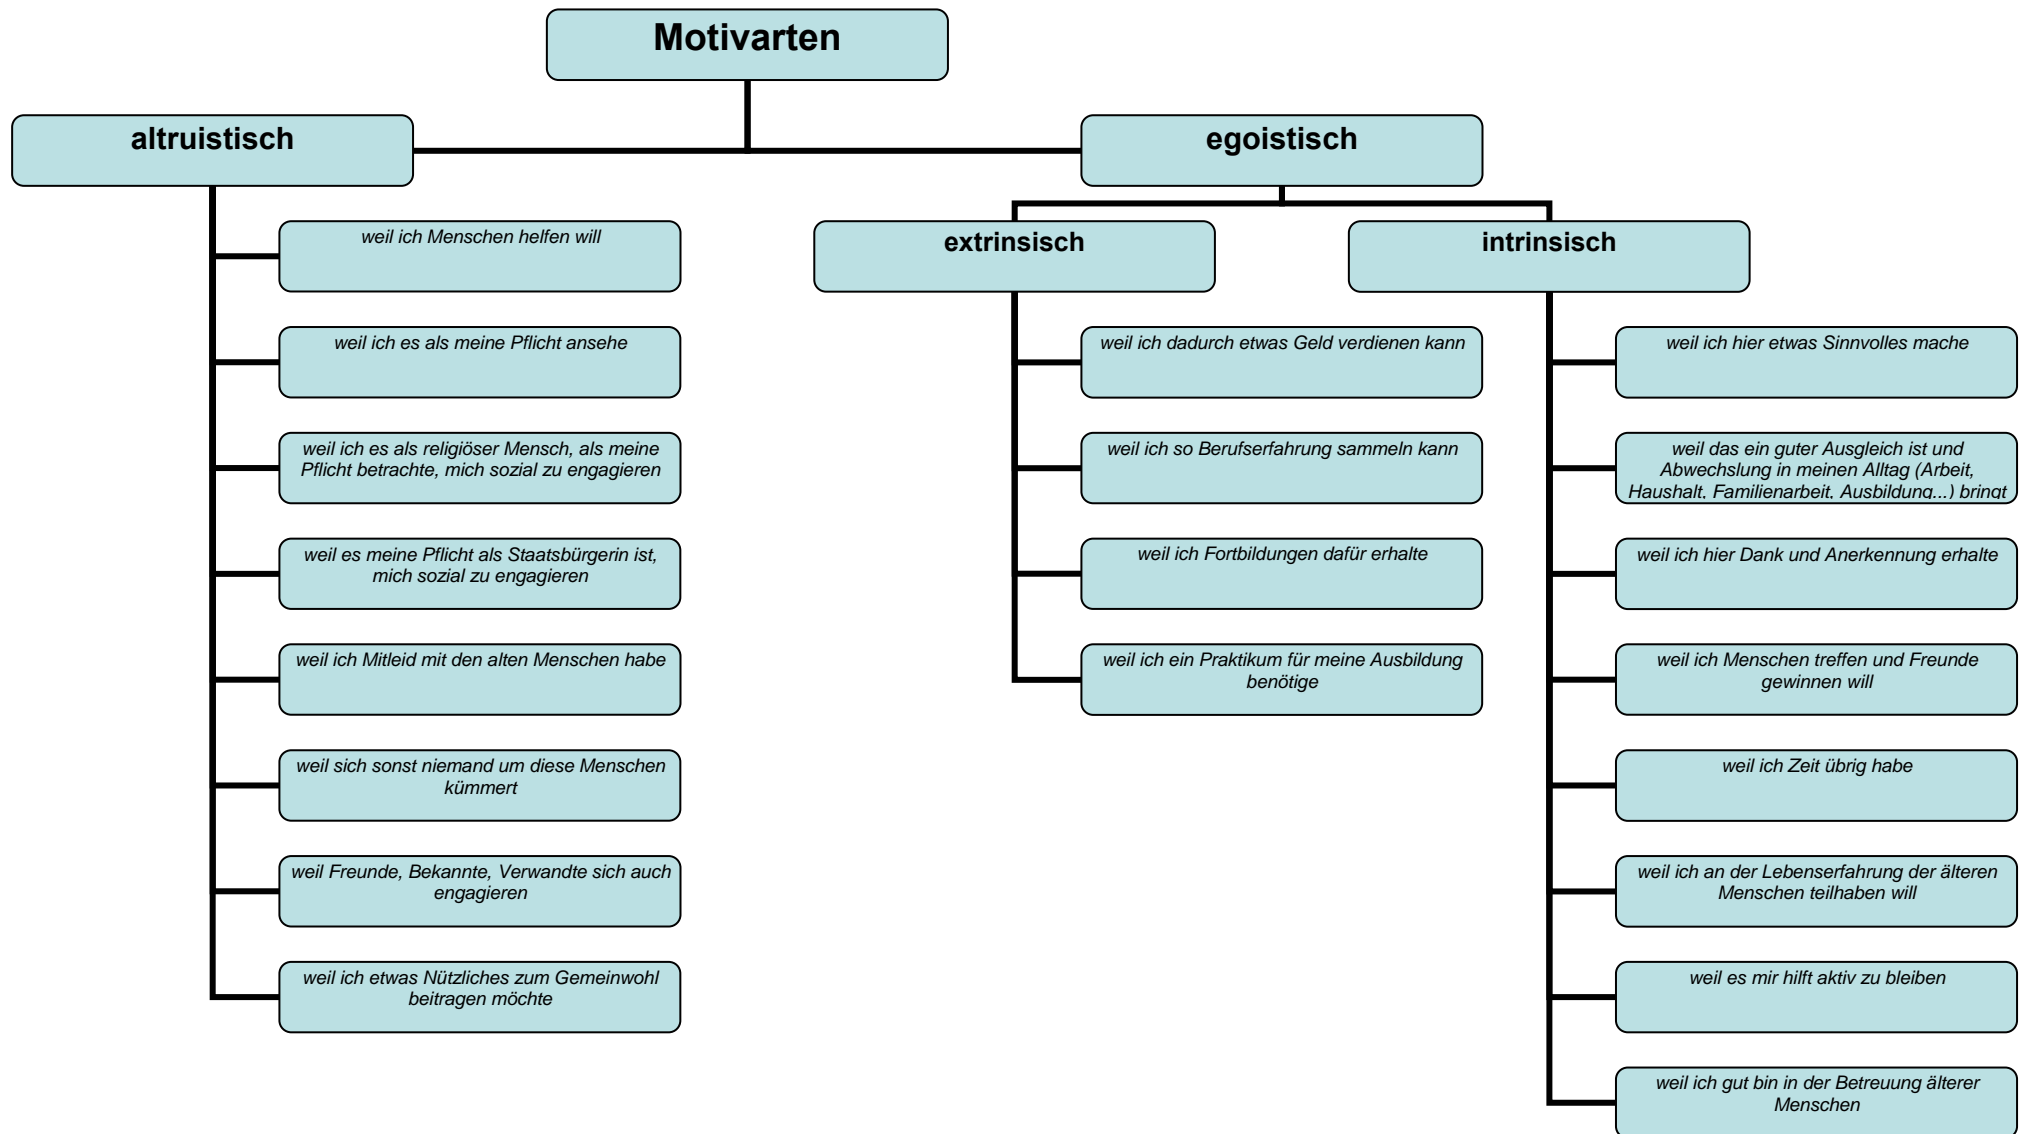 Motivarten
altruistisch
egoistisch
weil ich Menschen helfen will
extrinsisch
intrinsisch
weil ich es als meine Pflicht ansehe
weil ich es als religiöser Mensch, als meine
Pflicht betrachte, mich sozial zu engagieren
weil es meine Pflicht als Staatsbürgerin ist,
mich sozial zu engagieren
weil ich Mitleid mit den alten Menschen habe
weil sich sonst niemand um diese Menschen
kümmert
weil Freunde, Bekannte, Verwandte sich auch
engagieren
weil ich etwas Nützliches zum Gemeinwohl
beitragen möchte
weil ich dadurch etwas Geld verdienen kann
weil ich so Berufserfahrung sammeln kann
weil ich Fortbildungen dafür erhalte
weil ich ein Praktikum für meine Ausbildung
benötige
weil ich hier etwas Sinnvolles mache
weil das ein guter Ausgleich ist und
Abwechslung in meinen Alltag (Arbeit,
Haushalt, Familienarbeit, Ausbildung...) bringt
weil ich hier Dank und Anerkennung erhalte
weil ich Menschen treffen und Freunde
gewinnen will
weil ich Zeit übrig habe
weil ich an der Lebenserfahrung der älteren
Menschen teilhaben will
weil es mir hilft aktiv zu bleiben
weil ich gut bin in der Betreuung älterer
Menschen